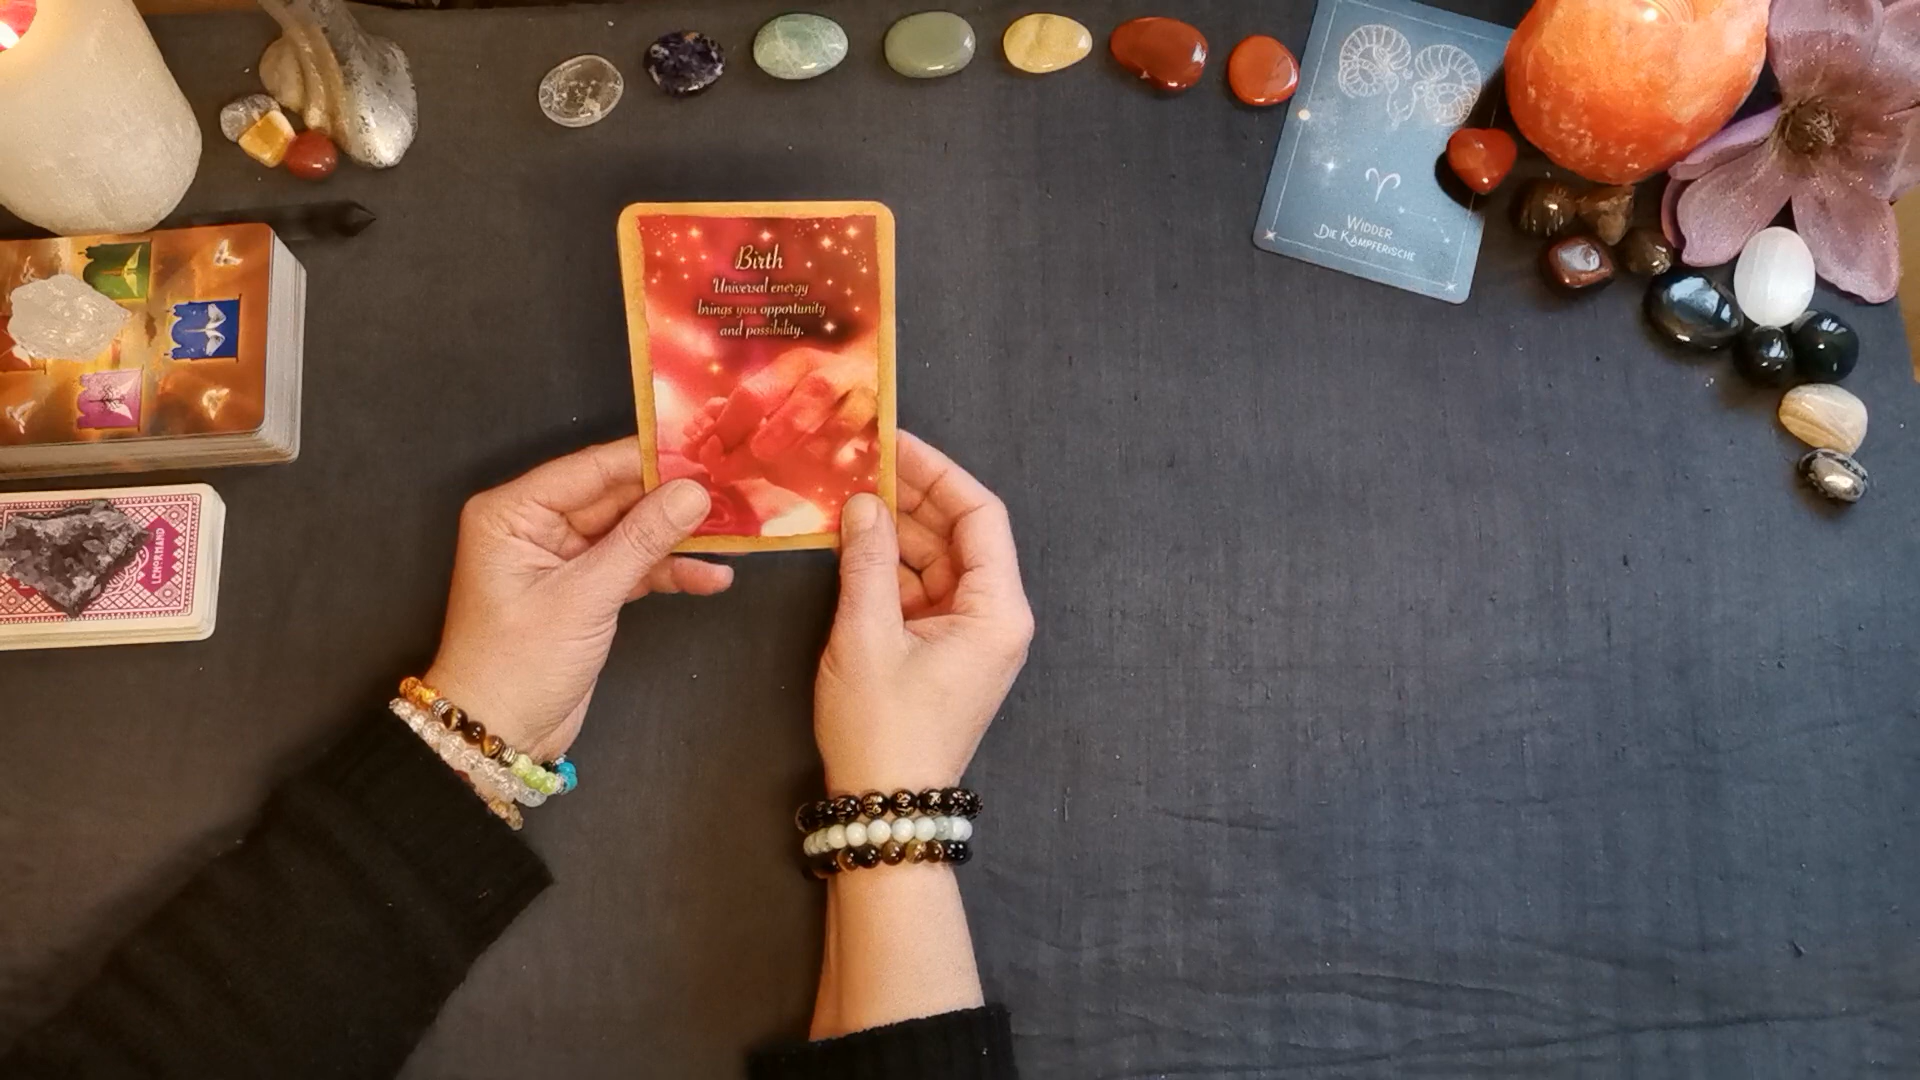 Birth
Universal energy
brings you opportunity
and possibility.
WIDDER
DIE KÄMPFERISCHE
LENORMAND